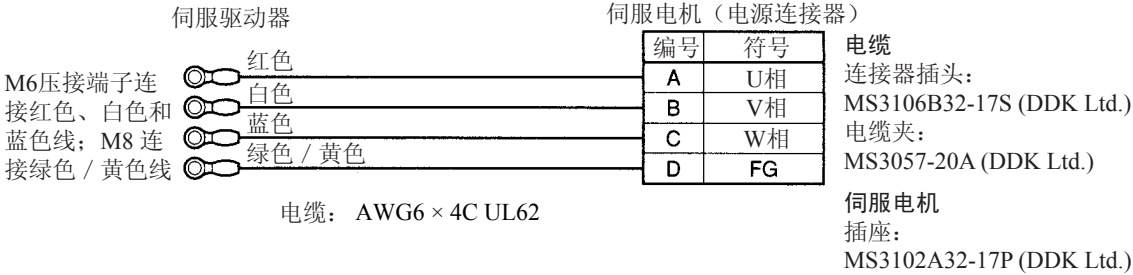 伺服驱动器
伺服电机（电源连接器）
M6压接端子连
接红色、白色和
蓝色线；M8 连
接绿色 / 黄色线
红色
白色
蓝色
绿色 / 黄色
编号 符号
A U相
B V相
C W相
D FG
电缆： AWG6 × 4C UL62
电缆
连接器插头：
MS3106B32-17S (DDK Ltd.)
电缆夹：
MS3057-20A (DDK Ltd.)
伺服电机
插座：
MS3102A32-17P (DDK Ltd.)